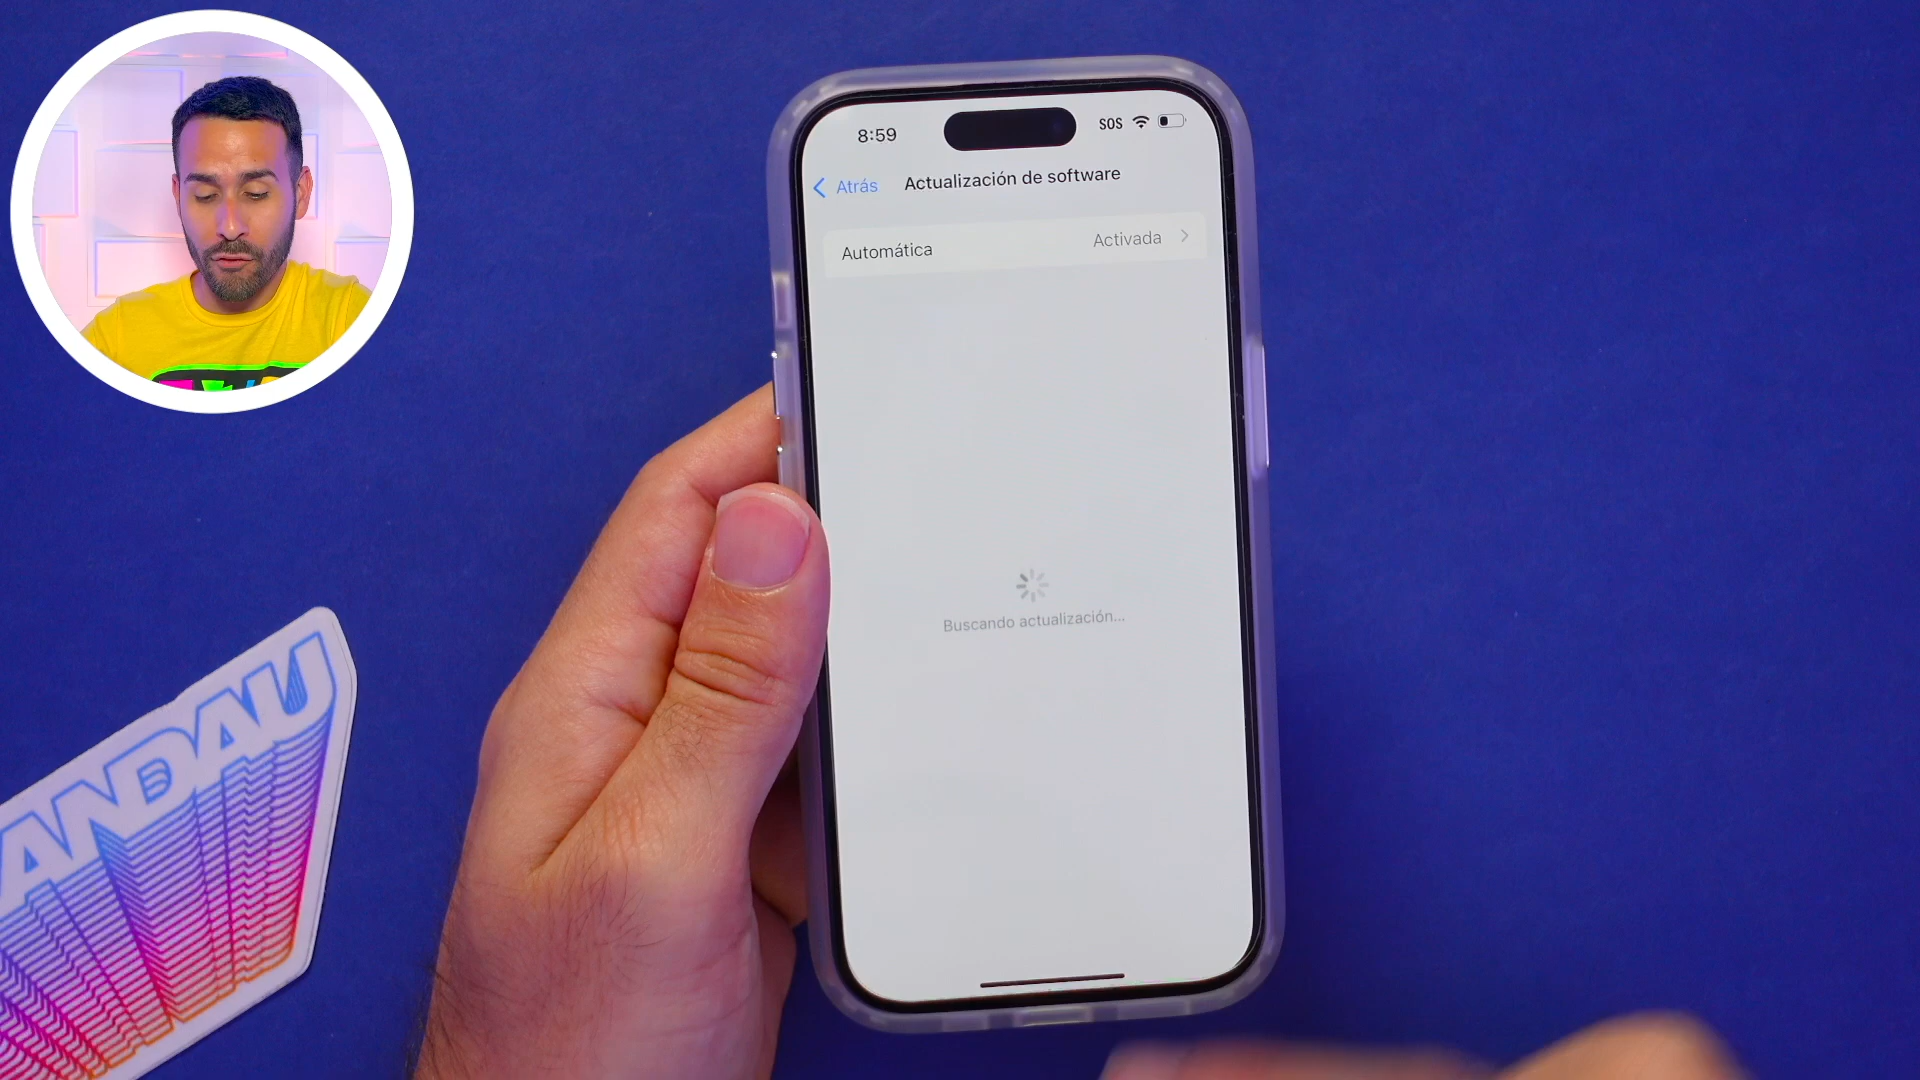 8:59
SOS
Atrás
Actualización de software
Automática
Activada
Buscando actualización...
ANDAU